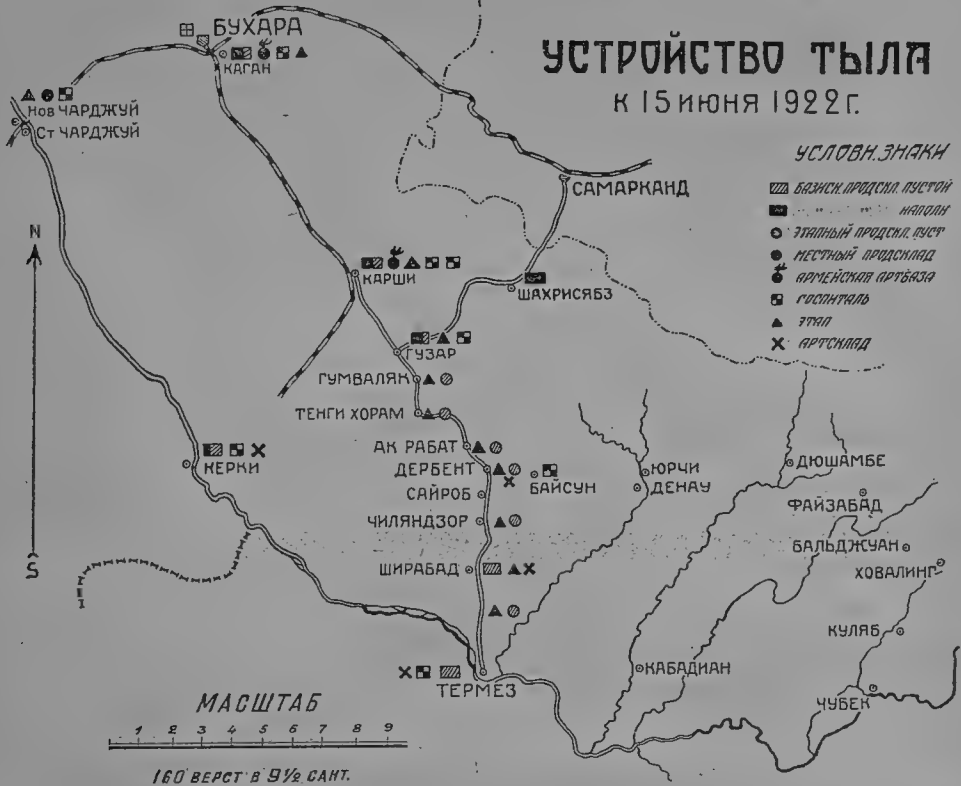 УСТРОЙСТВО ТЫЛА
К 15 ИЮНЯ 1922 Г.
УСЛОВН. ЗНАКИ
БАЗИСН. ПРОДСКЛ. ПУСТОЙ
„ „ НАПОЛН
ЭТАПНЫЙ ПРОДСКЛ. ПУСТ
МЕСТНЫЙ ПРОДСКЛАД
АРМЕЙСКАЯ АРТБАЗА
ГОСПИТАЛЬ
ЭТАП
АРТСКЛАД
БУХАРА
КАГАН
НОВ ЧАРДЖУЙ
СТ ЧАРДЖУЙ
САМАРКАНД
N
КАРШИ
ШАХРИСЯБЗ
ГУЗАР
ГУМВАЛЯК
ТЕНГИ ХОРАМ
АК РАБАТ
КЕРКИ
ДЕРБЕНТ
БАЙСУН
ЮРЧИ
ДЕНАУ
ДЮШАМБЕ
САЙРОБ
ФАЙЗАБАД
ЧИЛЯНДЗОР
БАЛЬДЖУАН
ШИРАБАД
ХОВАЛИНГ
S
КУЛЯБ
КАБАДИАН
ТЕРМЕЗ
ЧУБЕК
МАСШТАБ
1 2 3 4 5 6 7 8 9
160 ВЕРСТ В 9½ САНТ.